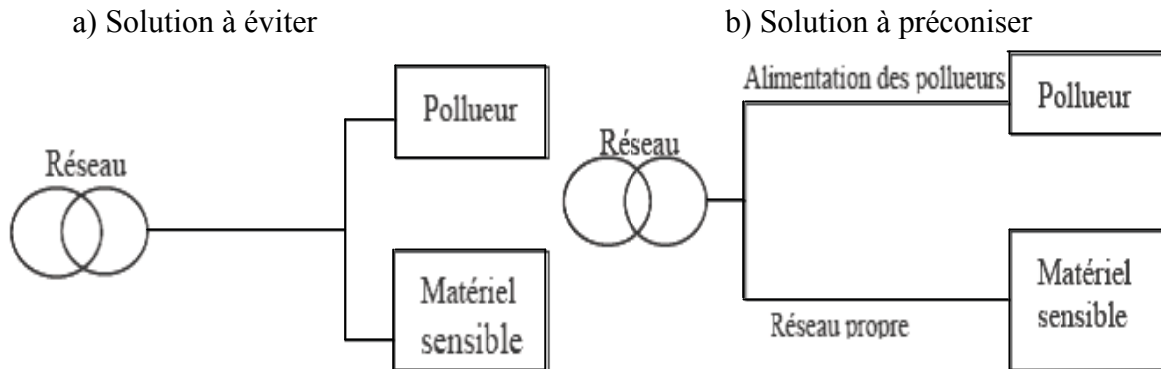 a) Solution à éviter
b) Solution à préconiser
Pollueur
Réseau
Matériel
sensible
Alimentation des pollueurs
Pollueur
Réseau
Matériel
sensible
Réseau propre